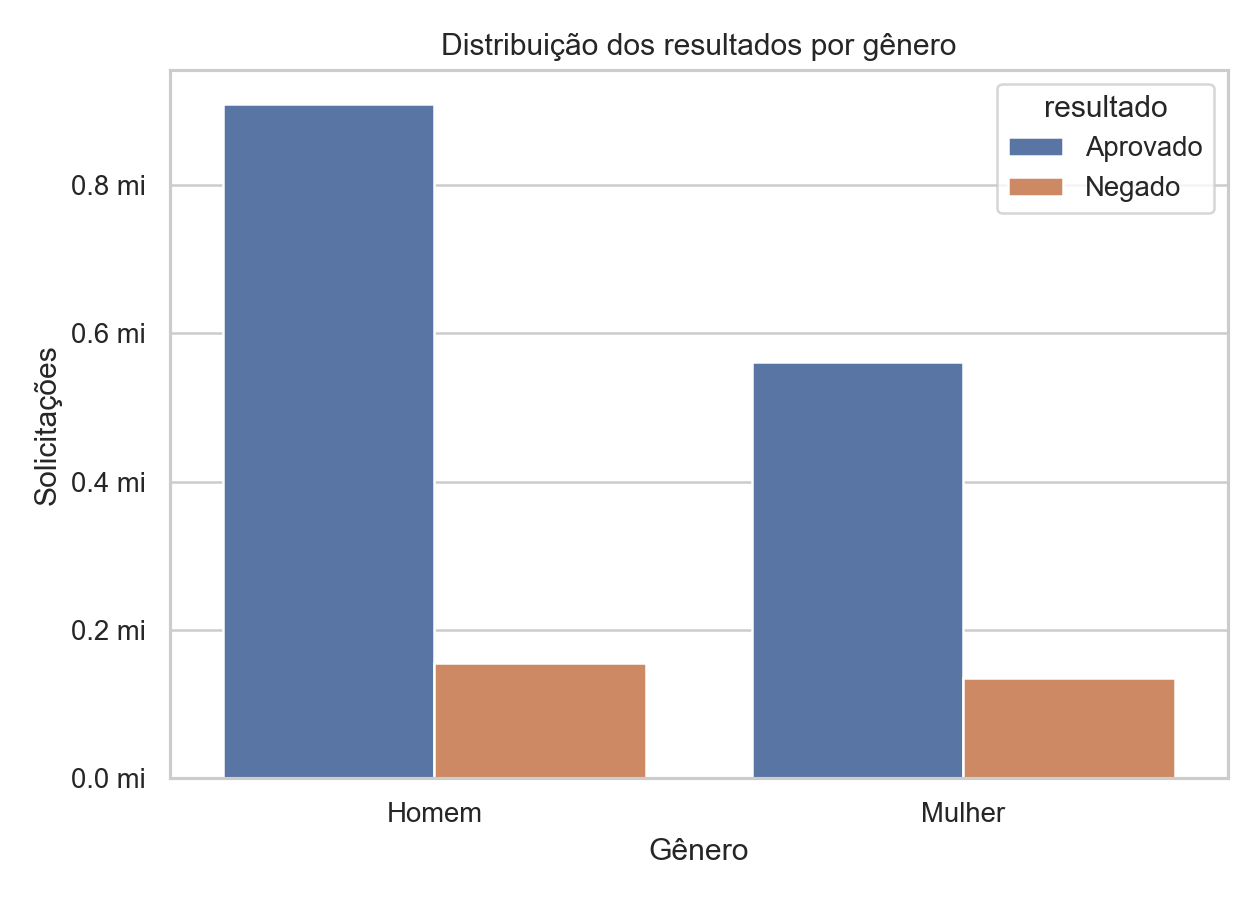 Distribuição dos resultados por gênero
resultado
Aprovado
Negado
Solicitações
0.8 mi
0.6 mi
0.4 mi
0.2 mi
0.0 mi
Homem
Mulher
Gênero